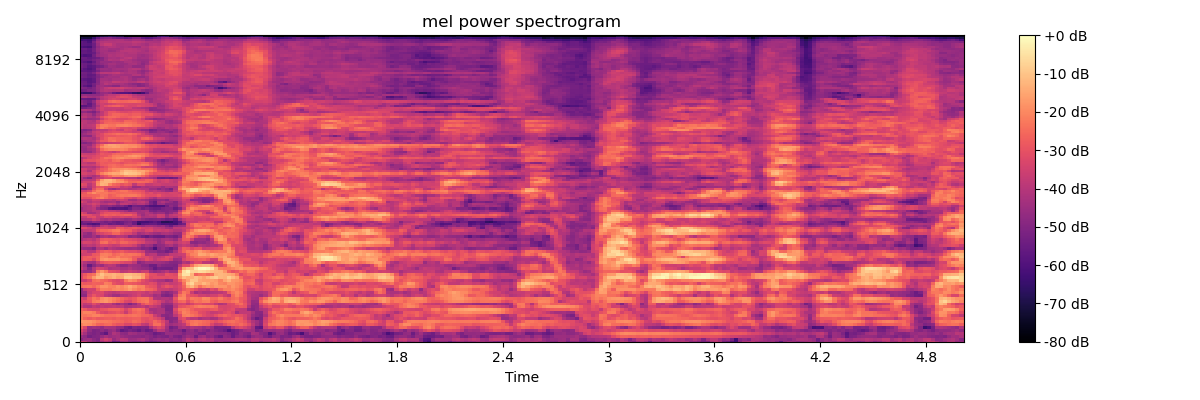 mel power spectrogram
Hz
8192
4096
2048
1024
512
0
0 0.6 1.2 1.8 2.4 3 3.6 4.2 4.8
Time
+0 dB
-10 dB
-20 dB
-30 dB
-40 dB
-50 dB
-60 dB
-70 dB
-80 dB